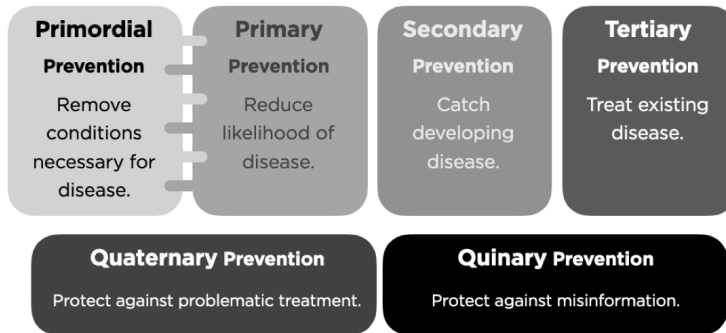 Primordial
Prevention
Remove
conditions
necessary for
disease.
Primary
Prevention
Reduce
likelihood of
disease.
Secondary
Prevention
Catch
developing
disease.
Tertiary
Prevention
Treat existing
disease.
Quaternary Prevention
Protect against problematic treatment.
Quinary Prevention
Protect against misinformation.